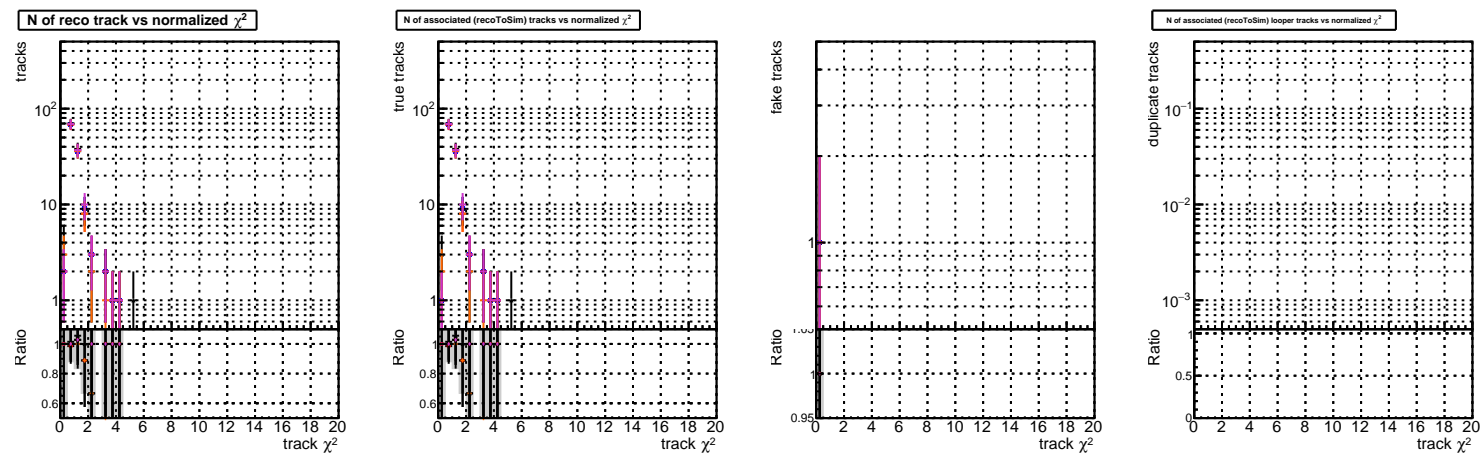 N of reco track vs normalized χ²
tracks
10²
10
1
Ratio
1
0.8
0.6
0 2 4 6 8 10 12 14 16 18 20
track χ²
N of associated (recoToSim) tracks vs normalized χ²
true tracks
10²
10
1
Ratio
1
0.8
0.6
0 2 4 6 8 10 12 14 16 18 20
track χ²
fake tracks
1
Ratio
1
0.95
0 2 4 6 8 10 12 14 16 18 20
track χ²
N of associated (recoToSim) looper tracks vs normalized χ²
duplicate tracks
10⁻¹
10⁻²
10⁻³
Ratio
1
0.5
0
0 2 4 6 8 10 12 14 16 18 20
track χ²